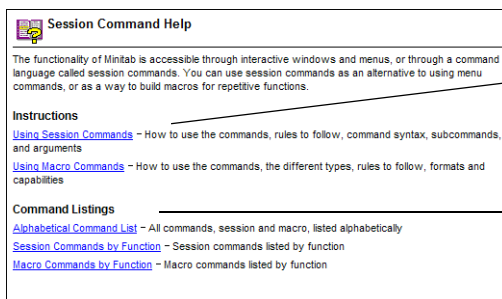 Session Command Help
The functionality of Minitab is accessible through interactive windows and menus, or through a command
language called session commands. You can use session commands as an alternative to using menu
commands, or as a way to build macros for repetitive functions.
Instructions
Using Session Commands – How to use the commands, rules to follow, command syntax, subcommands,
and arguments
Using Macro Commands – How to use the commands, the different types, rules to follow, formats and
capabilities
Command Listings
Alphabetical Command List – All commands, session and macro, listed alphabetically
Session Commands by Function – Session commands listed by function
Macro Commands by Function – Macro commands listed by function